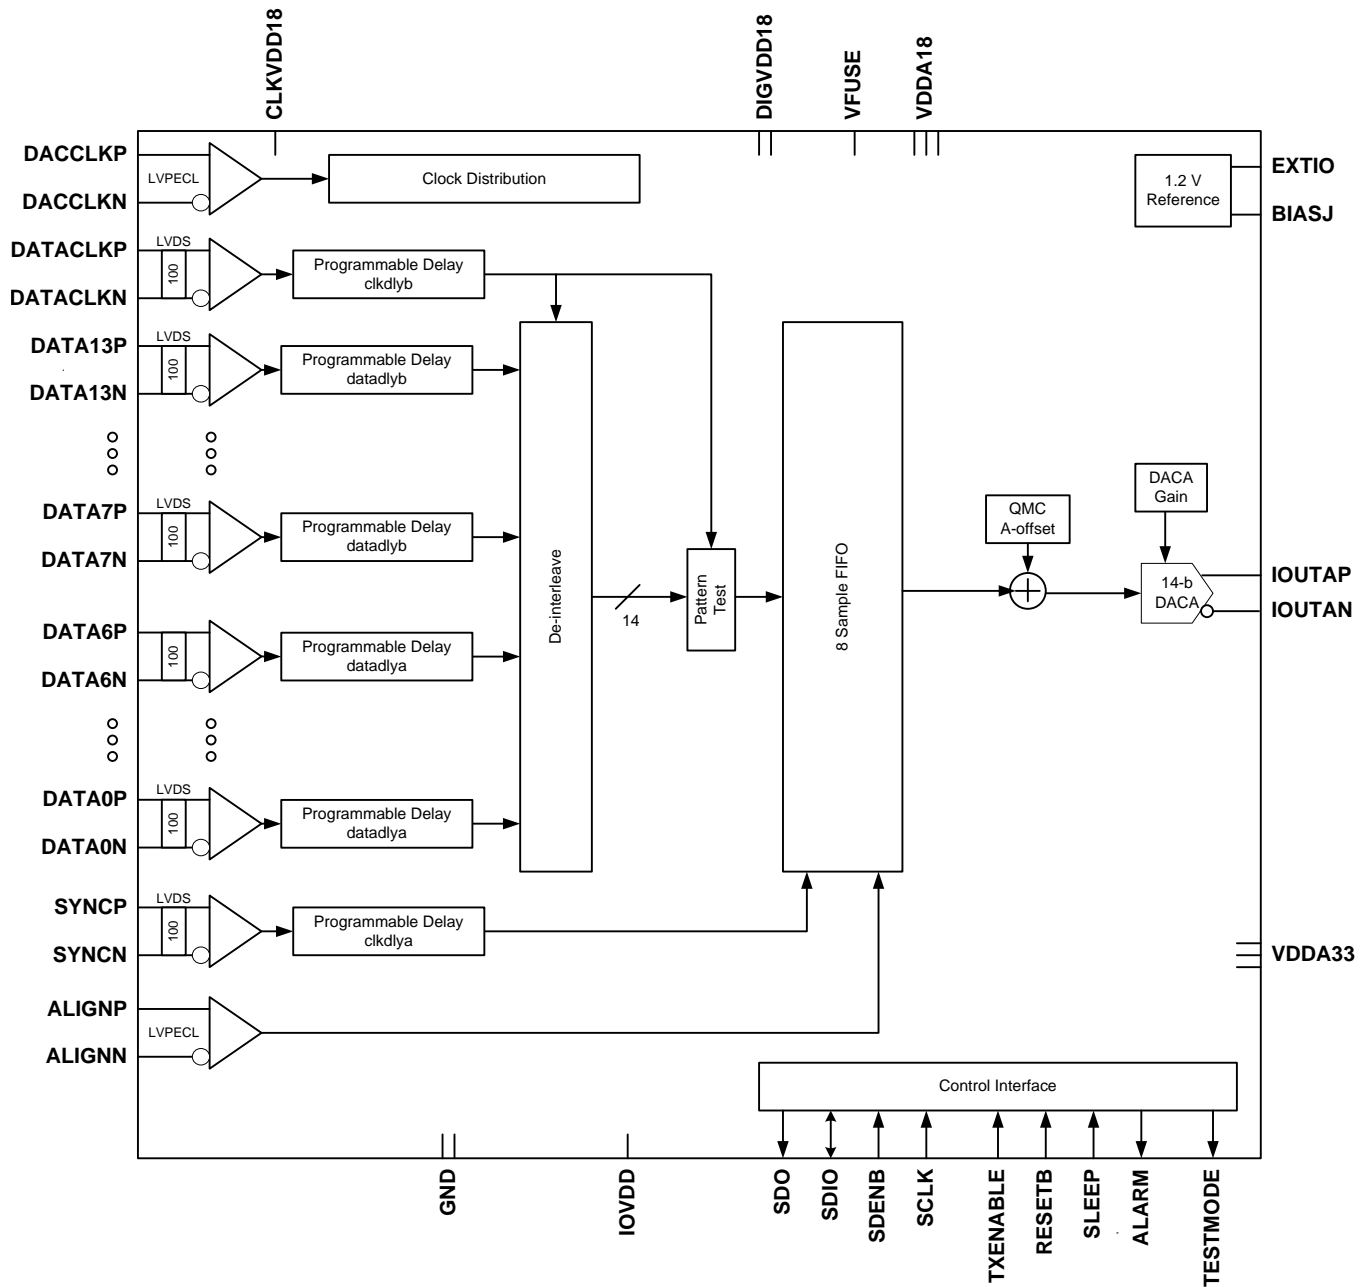 CLKVDD18
DIGVDD18
VFUSE
VDDA18
DACCLKP
LVPECL
DACCLKN
Clock Distribution
1.2 V
Reference
EXTIO
BIASJ
DATACLKP
LVDS
100
DATACLKN
Programmable Delay
clkdlyb
DATA13P
LVDS
100
DATA13N
Programmable Delay
datadlyb
DATA7P
LVDS
100
DATA7N
Programmable Delay
datadlyb
De-interleave
14
Pattern
Test
8 Sample FIFO
QMC
A-offset
DACA
Gain
14-b
DACA
IOUTAP
IOUTAN
DATA6P
LVDS
100
DATA6N
Programmable Delay
datadlya
DATA0P
LVDS
100
DATA0N
Programmable Delay
datadlya
SYNCP
LVDS
100
SYNCN
Programmable Delay
clkdlya
VDDA33
ALIGNP
LVPECL
ALIGNN
Control Interface
GND
IOVDD
SDO
SDIO
SDENB
SCLK
TXENABLE
RESETB
SLEEP
ALARM
TESTMODE